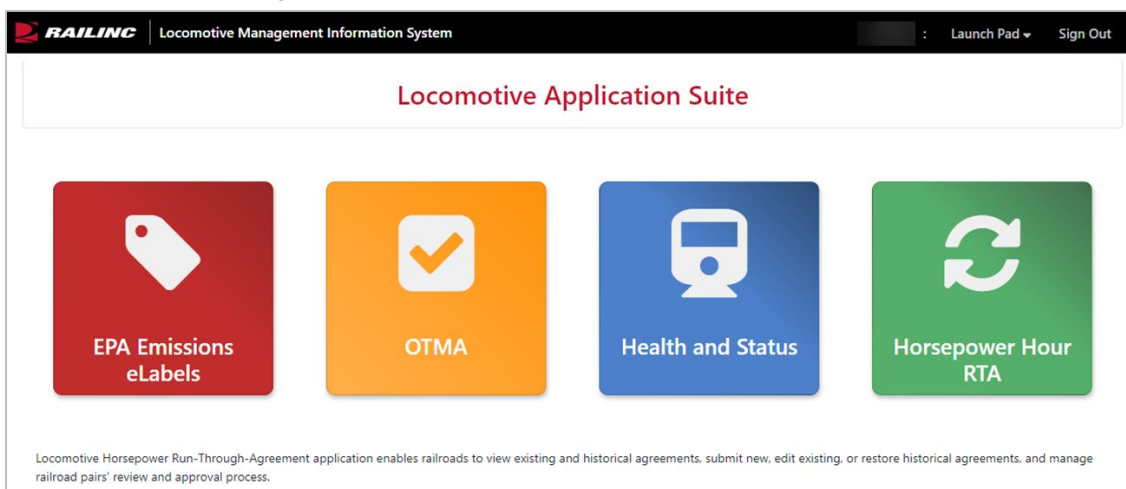 RAILINC Locomotive Management Information System : Launch Pad Sign Out
Locomotive Application Suite
EPA Emissions
eLabels
OTMA
Health and Status
Horsepower Hour
RTA
Locomotive Horsepower Run-Through-Agreement application enables railroads to view existing and historical agreements, submit new, edit existing, or restore historical agreements, and manage
railroad pairs' review and approval process.